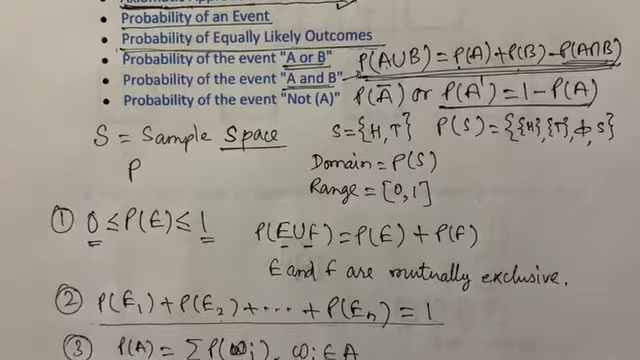 Probability of an Event
Probability of Equally Likely Outcomes
Probability of the event "A or B" P(A∪B) = P(A) + P(B) - P(A∩B)
Probability of the event "A and B"
Probability of the event "Not (A)" P(A̅) or P(A') = 1 - P(A)
S = Sample Space S = {H, T} P(S) = {{H}, {T}, ϕ, S}
P Domain = P(S)
Range = [0, 1]
① 0 ≤ P(E) ≤ 1 P(E∪F) = P(E) + P(F)
E and F are mutually exclusive.
② P(E₁) + P(E₂) + ---- + P(Eₙ) = 1
③ P(A) = ΣP(ωᵢ), ωᵢ ∈ A